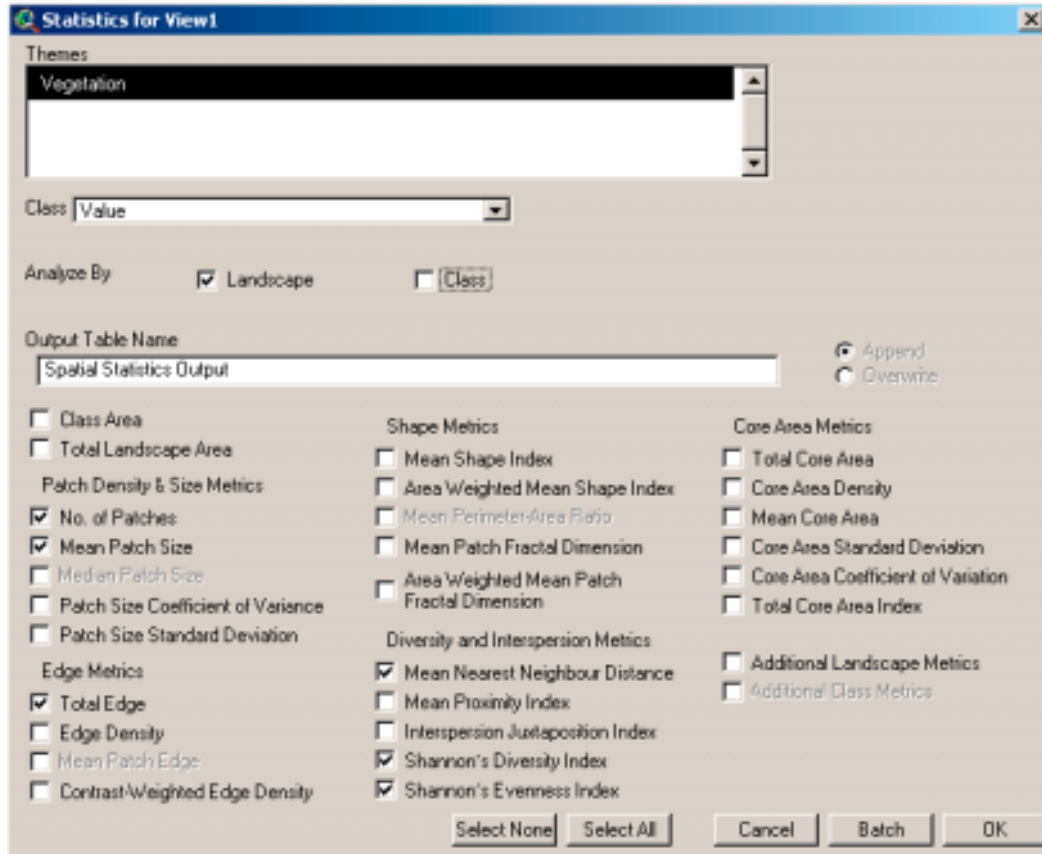 Statistics for View1
Themes
Vegetation
Class Value
Analyze By Landscape Class
Output Table Name
Spatial Statistics Output
Append
Overwrite
Class Area
Total Landscape Area
Patch Density & Size Metrics
No. of Patches
Mean Patch Size
Median Patch Size
Patch Size Coefficient of Variance
Patch Size Standard Deviation
Edge Metrics
Total Edge
Edge Density
Mean Patch Edge
Contrast-Weighted Edge Density
Shape Metrics
Mean Shape Index
Area Weighted Mean Shape Index
Mean Perimeter-Area Ratio
Mean Patch Fractal Dimension
Area Weighted Mean Patch
Fractal Dimension
Diversity and Interspersion Metrics
Mean Nearest Neighbour Distance
Mean Proximity Index
Interspersion Juxtaposition Index
Shannon's Diversity Index
Shannon's Evenness Index
Core Area Metrics
Total Core Area
Core Area Density
Mean Core Area
Core Area Standard Deviation
Core Area Coefficient of Variation
Total Core Area Index
Additional Landscape Metrics
Additional Class Metrics
Select None Select All Cancel Batch OK